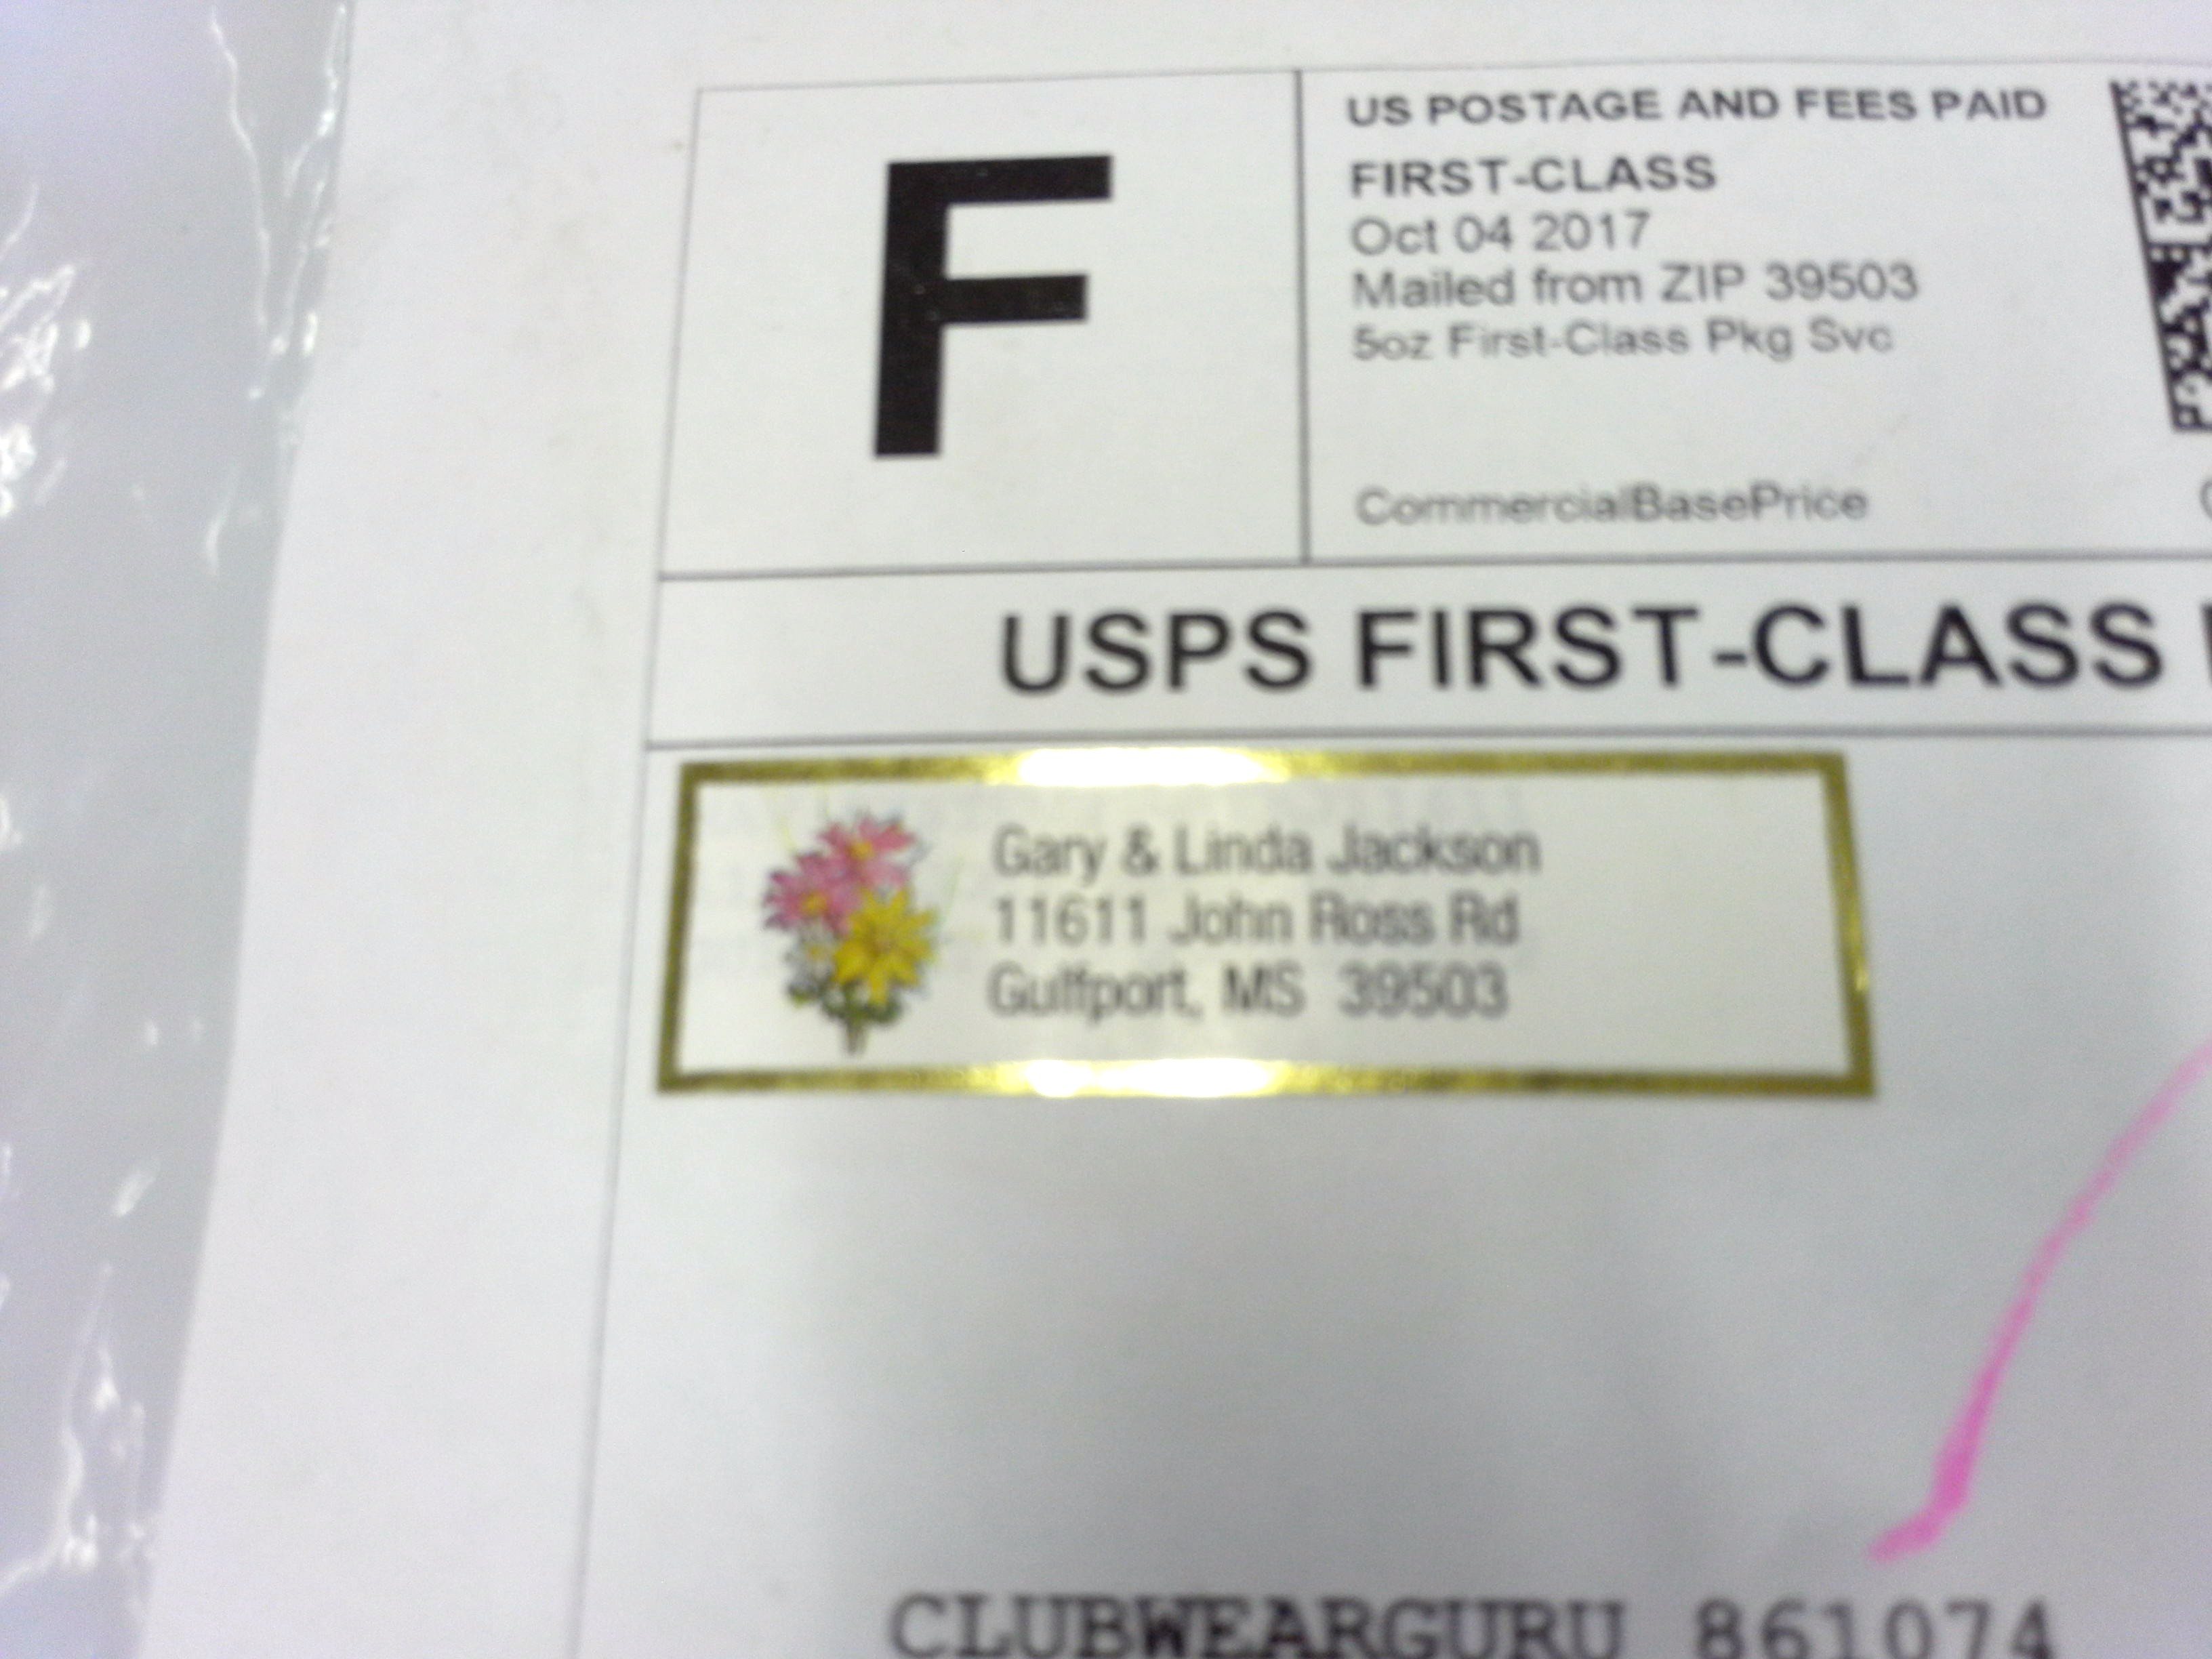 F
US POSTAGE AND FEES PAID
FIRST-CLASS
Oct 04 2017
Mailed from ZIP 39503
5oz First-Class Pkg Svc
CommercialBasePrice
USPS FIRST-CLASS
Gary & Linda Jackson
11611 John Ross Rd
Gulfport, MS 39503
CLUBWEARGURU 861074